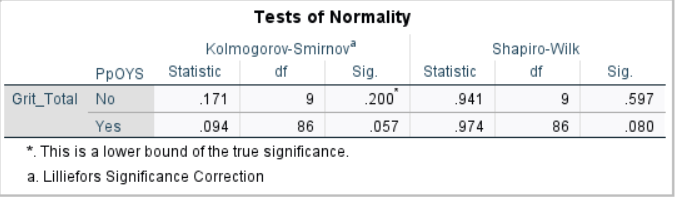 Tests of Normality
Kolmogorov-Smirnovᵃ Shapiro-Wilk
PpOYS Statistic df Sig. Statistic df Sig.
Grit_Total No .171 9 .200* .941 9 .597
Yes .094 86 .057 .974 86 .080
*. This is a lower bound of the true significance.
a. Lilliefors Significance Correction